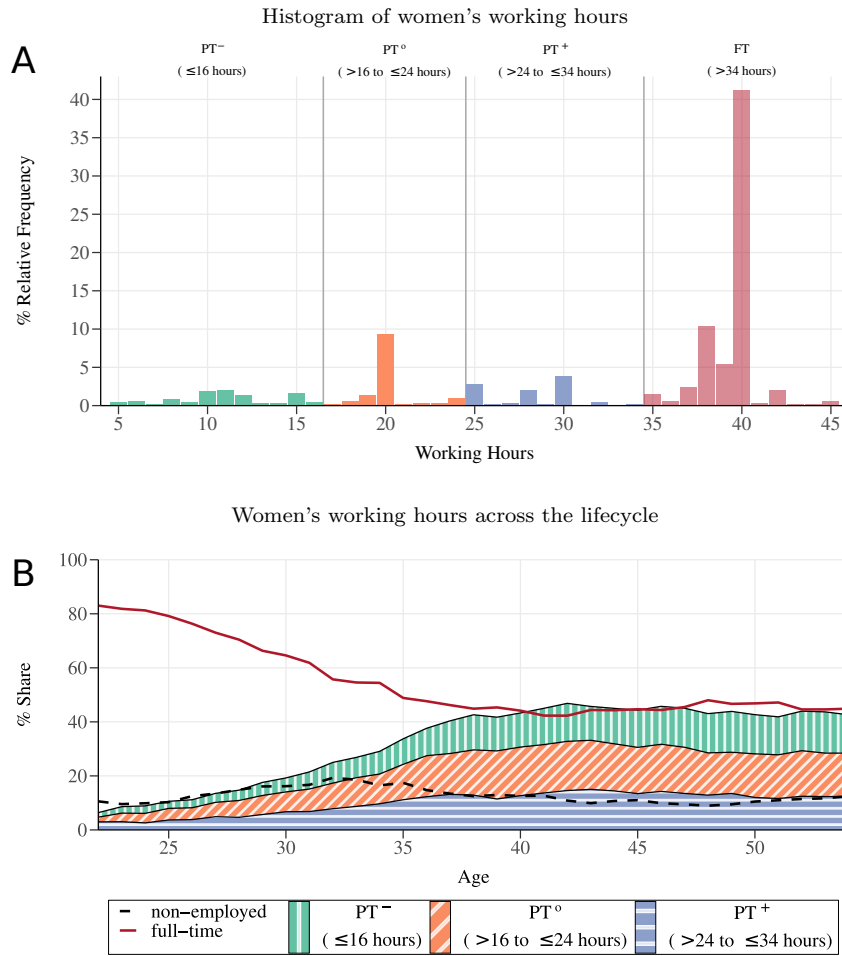 Histogram of women's working hours
A
PT⁻ PT° PT⁺ FT
( ≤16 hours) ( >16 to ≤24 hours) ( >24 to ≤34 hours) ( >34 hours)
% Relative Frequency
40
35
30
25
20
15
10
5
0
5 10 15 20 25 30 35 40 45
Working Hours
Women's working hours across the lifecycle
B
% Share
100
80
60
40
20
0
25 30 35 40 45 50
Age
non−employed PT⁻ PT° PT⁺
full−time ( ≤16 hours) ( >16 to ≤24 hours) ( >24 to ≤34 hours)